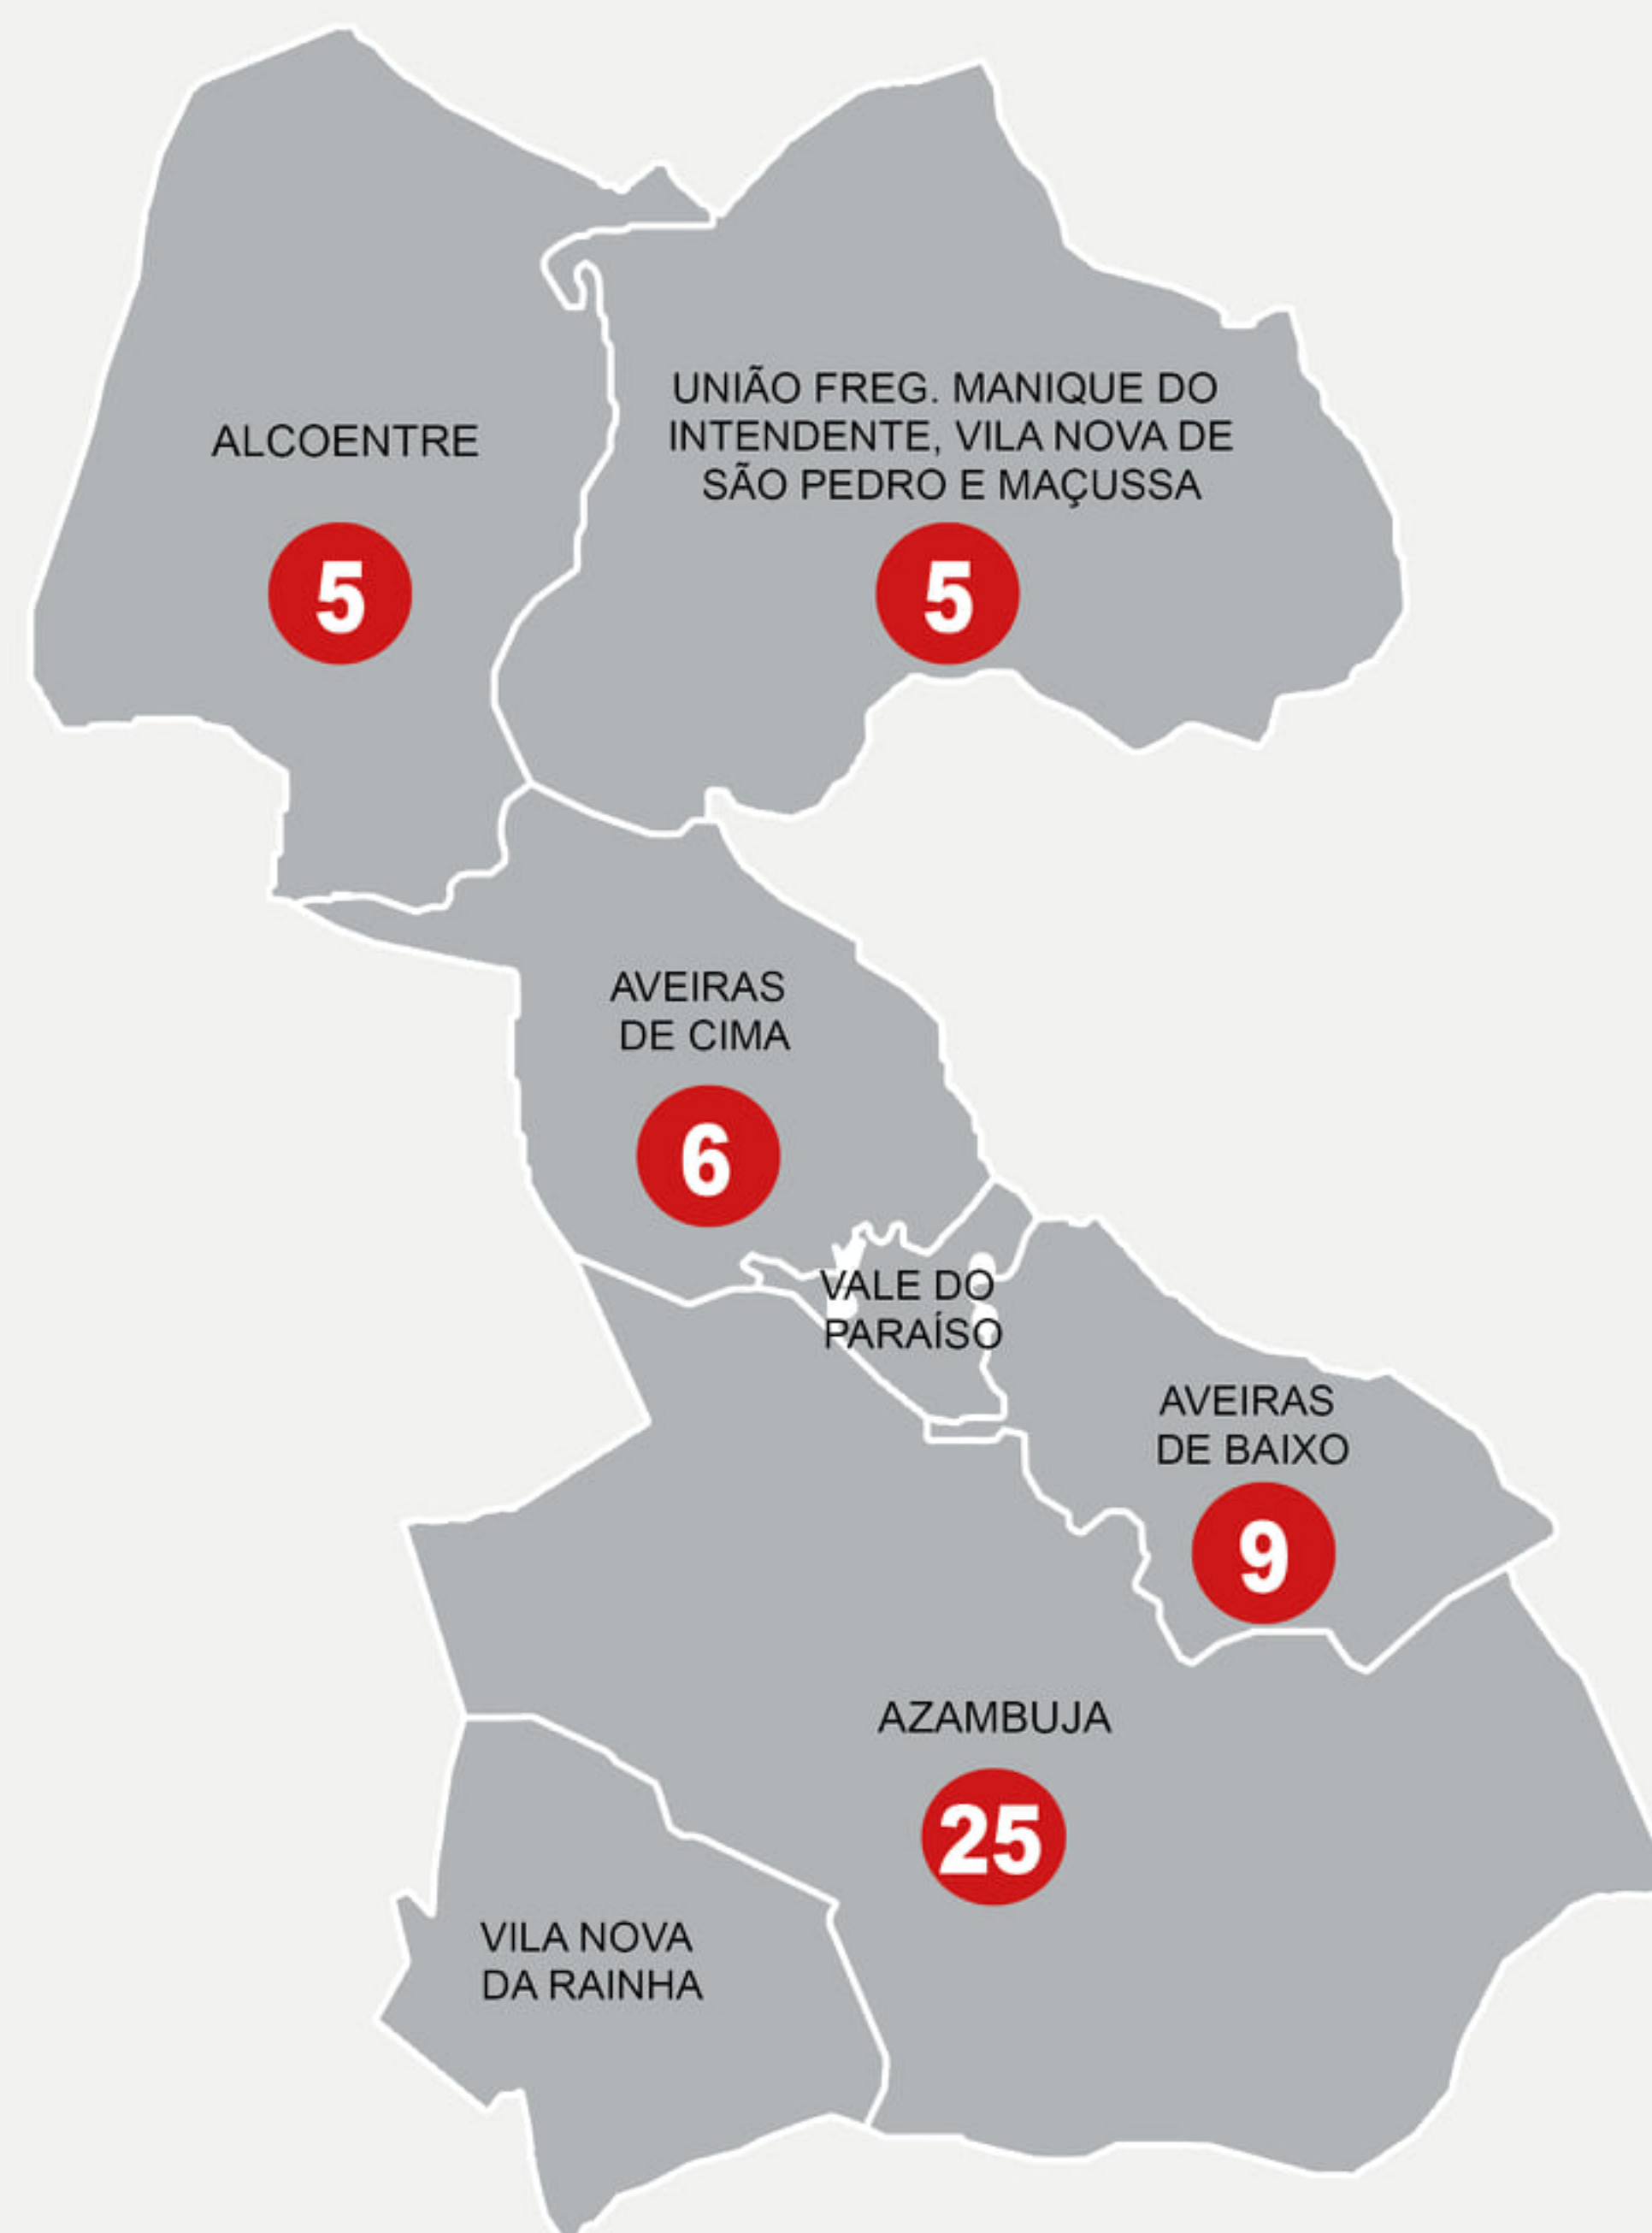 ALCOENTRE
5
UNIÃO FREG. MANIQUE DO
INTENDENTE, VILA NOVA DE
SÃO PEDRO E MAÇUSSA
5
AVEIRAS
DE CIMA
6
VALE DO
PARAÍSO
AVEIRAS
DE BAIXO
9
AZAMBUJA
25
VILA NOVA
DA RAINHA